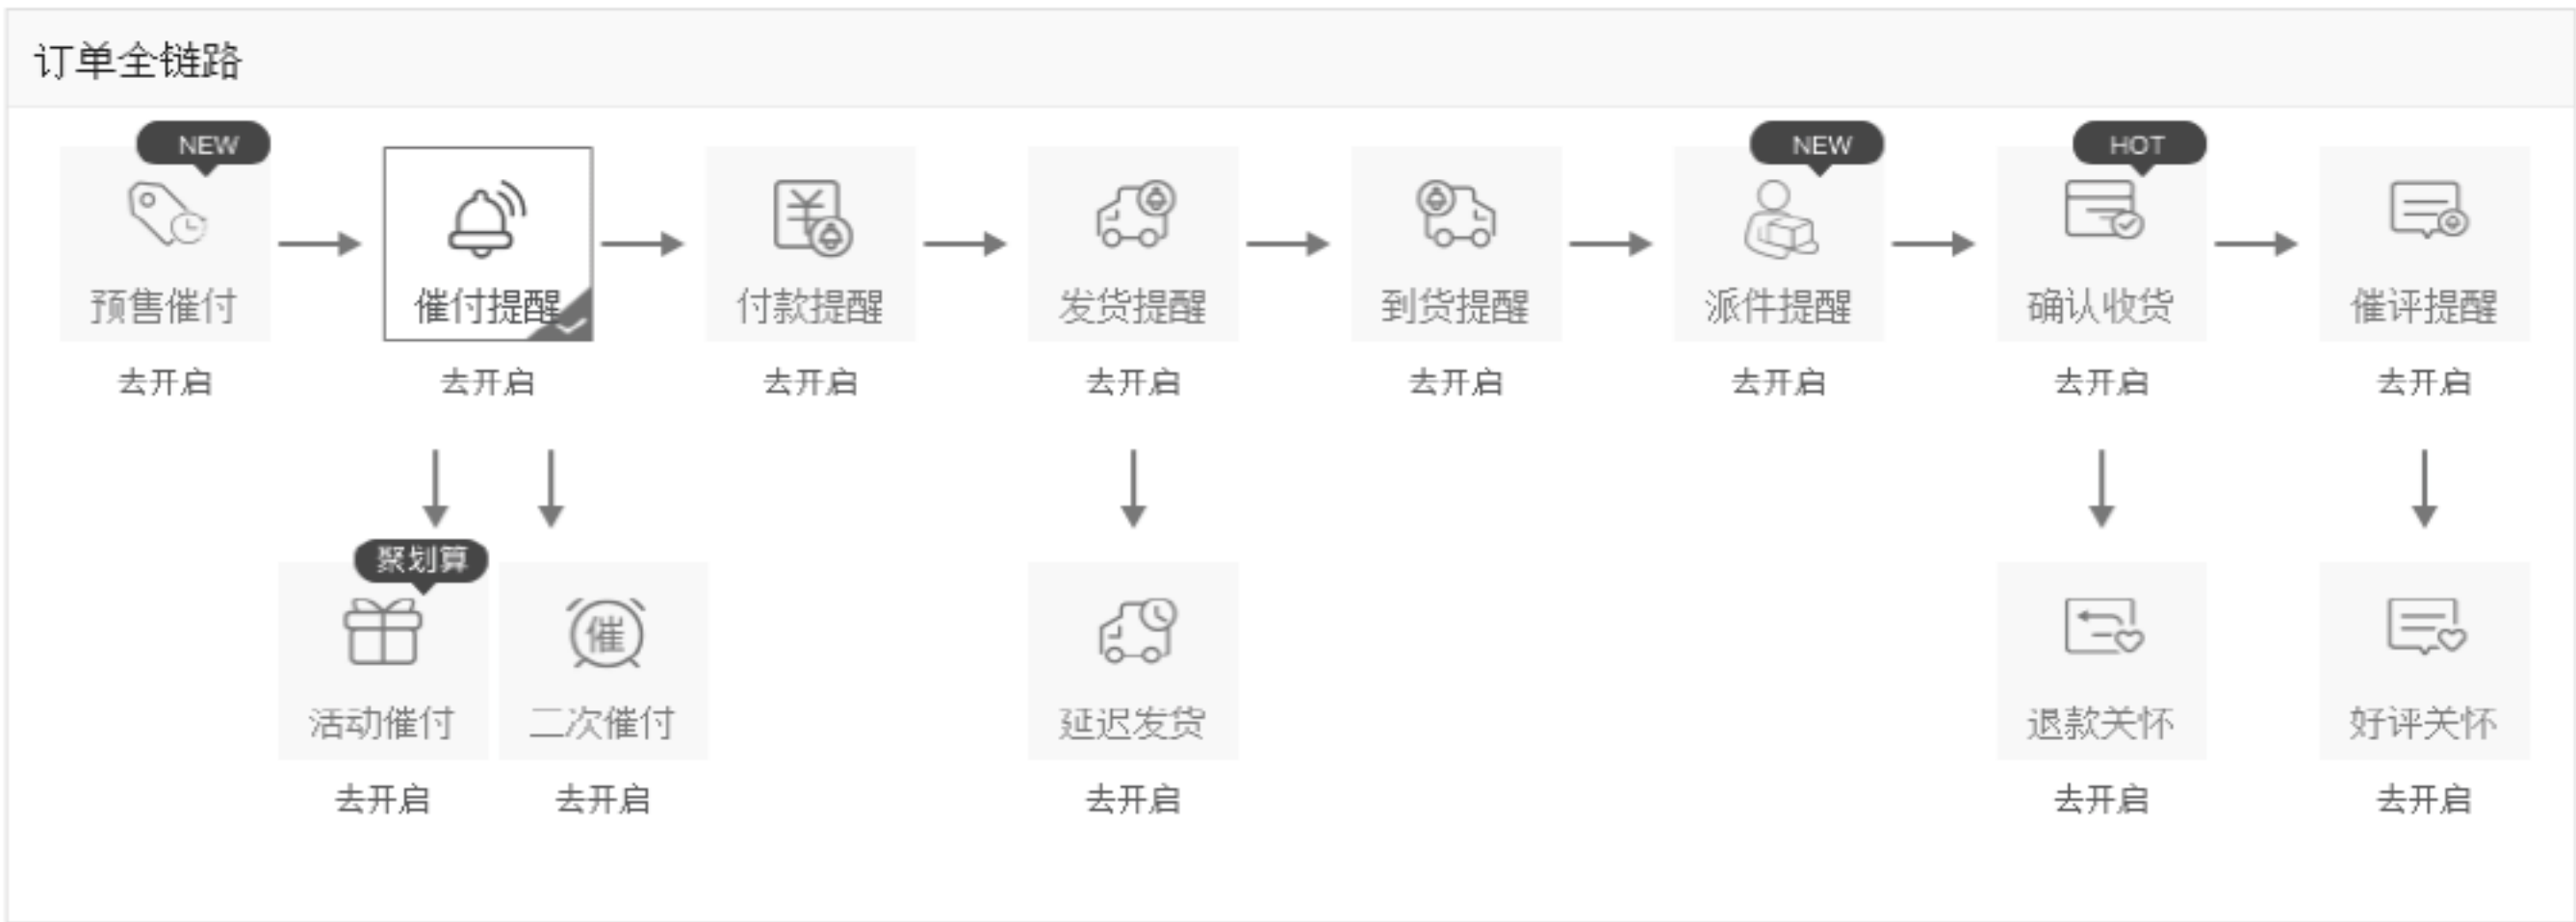 订单全链路
NEW
NEW
HOT
预售催付
催付提醒
付款提醒
发货提醒
到货提醒
派件提醒
确认收货
催评提醒
去开启
去开启
去开启
去开启
去开启
去开启
去开启
去开启
聚划算
催
活动催付
二次催付
延迟发货
退款关怀
好评关怀
去开启
去开启
去开启
去开启
去开启